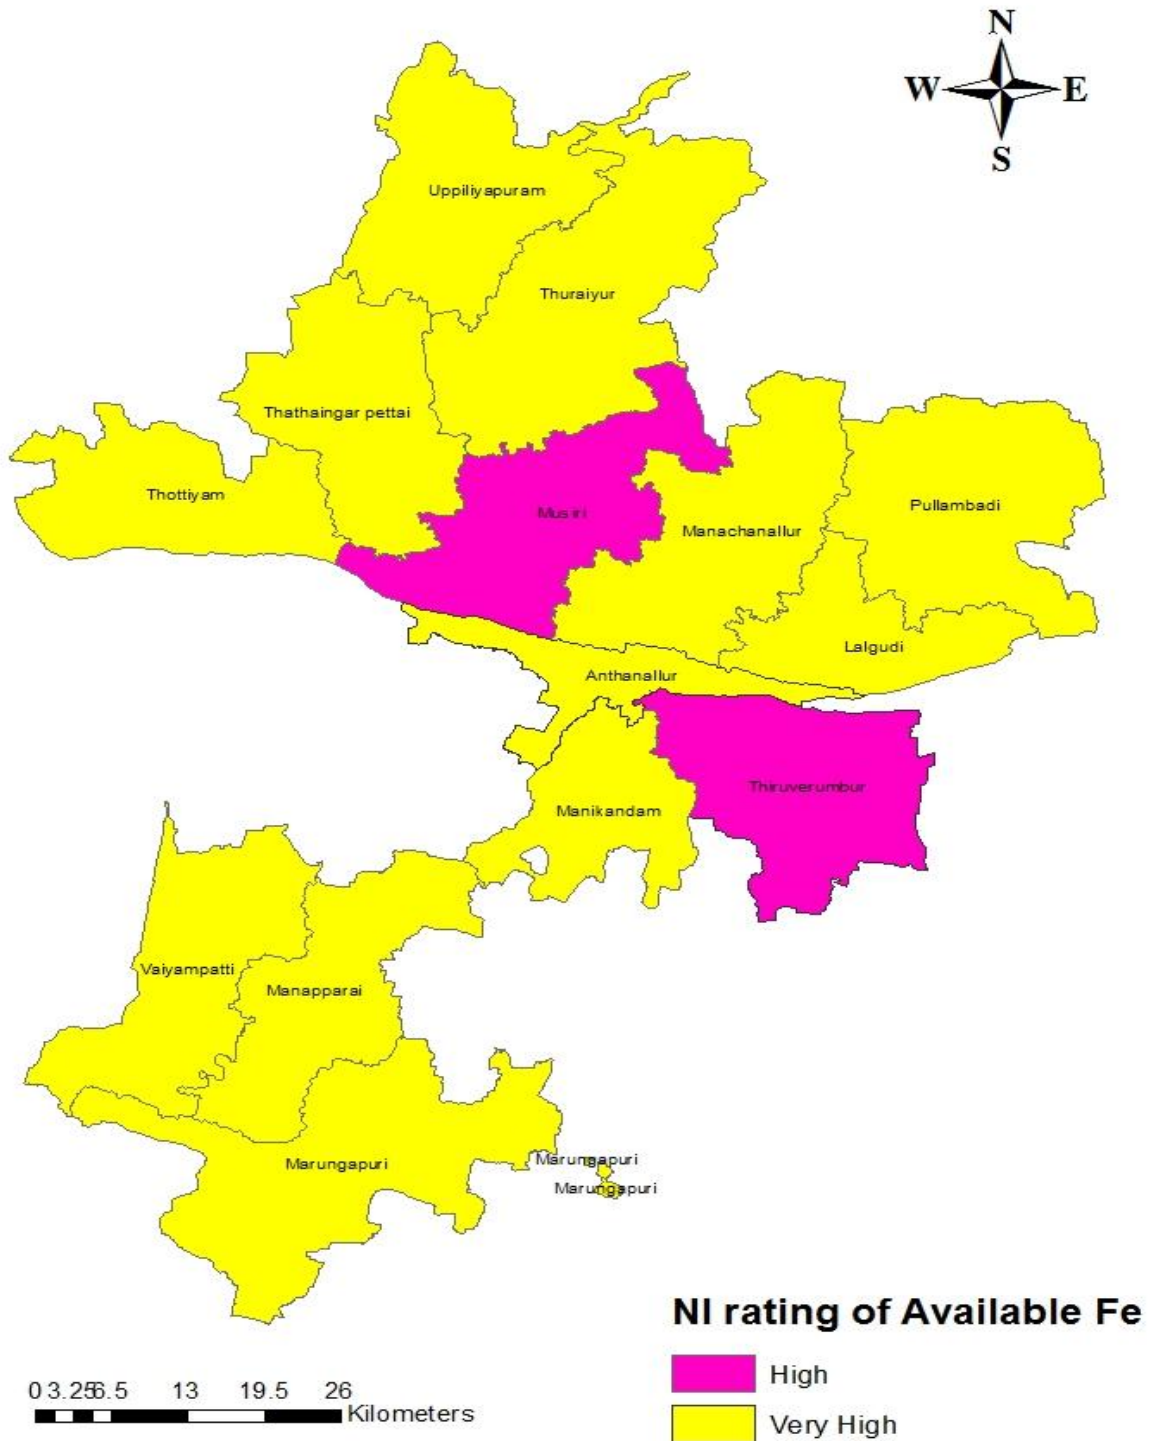 N
W E
S
Uppiliyapuram
Thuraiyur
Thathaingar pettai
Thottiyam
Musiri
Pullambadi
Manachanallur
Lalgudi
Anthanallur
Thiruverumbur
Manikandam
Vaiyampatti
Manapparai
Marungapuri
Marungapuri
Marungapuri
NI rating of Available Fe
High
Very High
0 3.25 6.5 13 19.5 26
Kilometers